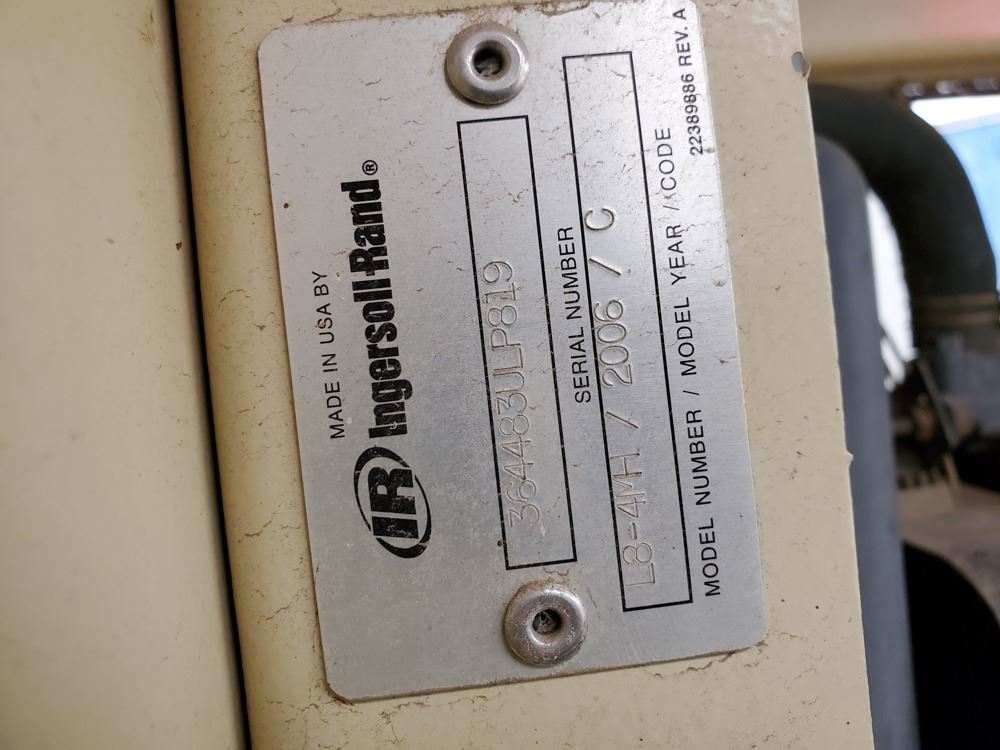 MADE IN USA BY
IR Ingersoll-Rand®
364483ULP819
SERIAL NUMBER
L8-4MH / 2006 / C
MODEL NUMBER / MODEL YEAR / CODE
22389886 REV. A